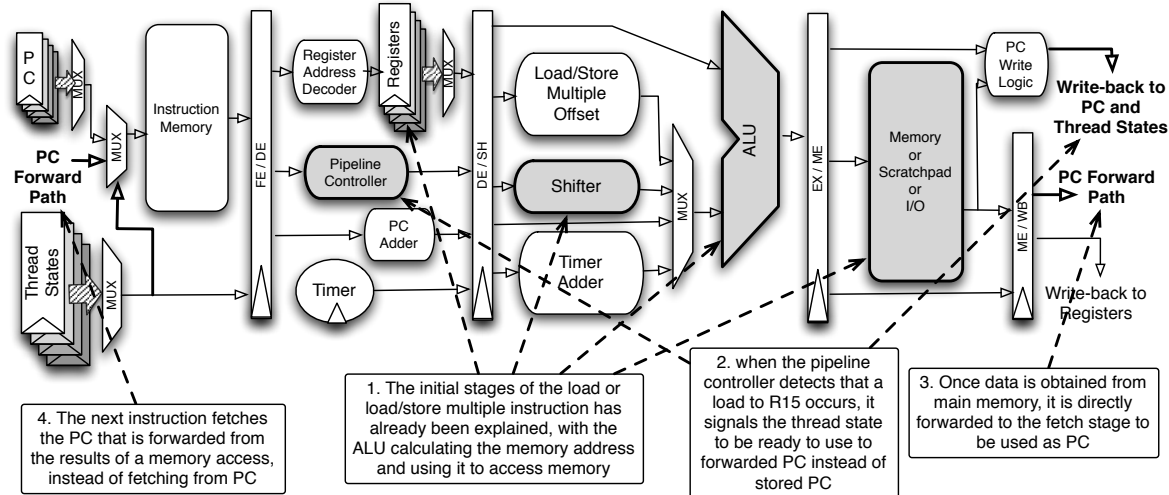 PC
MUX
PC
Forward
Path
MUX
Thread
States
MUX
Instruction
Memory
FE / DE
Register
Address
Decoder
Registers
MUX
Pipeline
Controller
PC
Adder
Timer
DE / SH
Load/Store
Multiple
Offset
Shifter
Timer
Adder
MUX
ALU
EX / ME
Memory
or
Scratchpad
or
I/O
PC
Write
Logic
Write-back to
PC and
Thread States
ME / WB
PC Forward
Path
Write-back to
Registers
4. The next instruction fetches
the PC that is forwarded from
the results of a memory access,
instead of fetching from PC
1. The initial stages of the load or
load/store multiple instruction has
already been explained, with the
ALU calculating the memory address
and using it to access memory
2. when the pipeline
controller detects that a
load to R15 occurs, it
signals the thread state
to be ready to use to
forwarded PC instead of
stored PC
3. Once data is obtained from
main memory, it is directly
forwarded to the fetch stage to
be used as PC